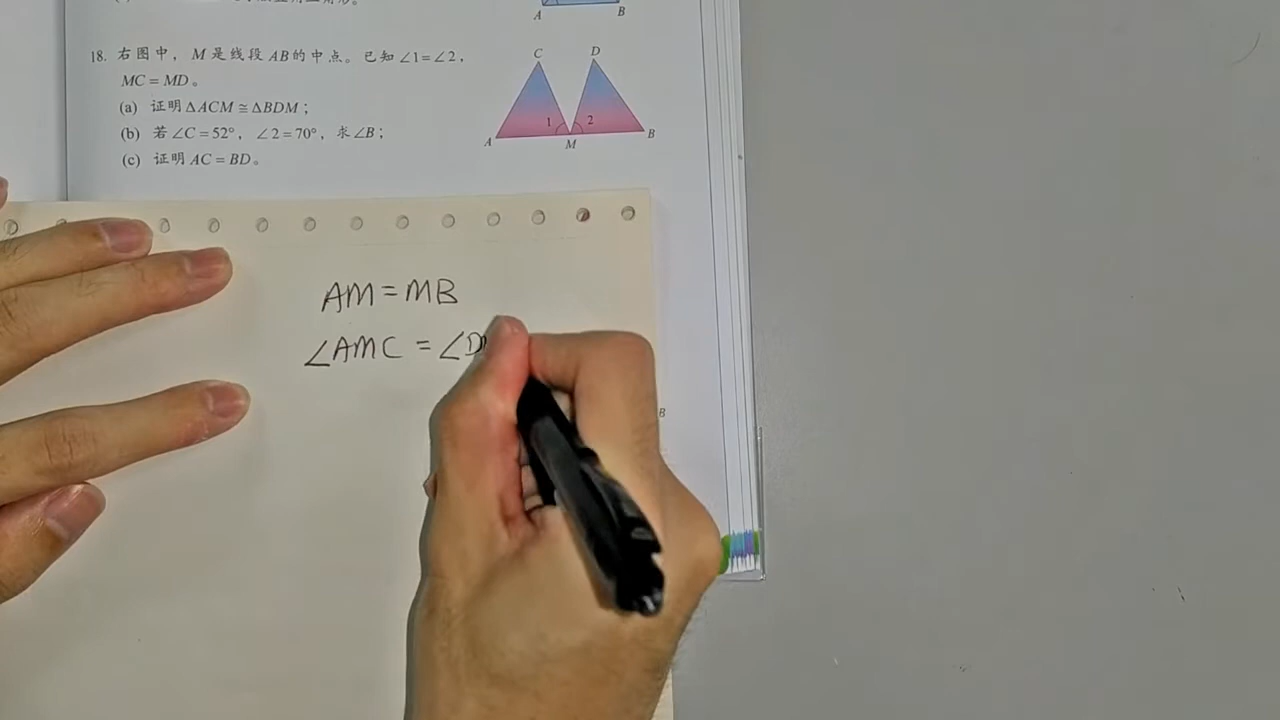 A B
18. 右图中，M 是线段 AB 的中点。已知 ∠1=∠2，
MC = MD。
(a) 证明 ΔACM ≅ ΔBDM；
(b) 若 ∠C = 52°，∠2 = 70°，求 ∠B；
(c) 证明 AC = BD。
C D
1 2
A M B
AM = MB
∠AMC = ∠D
B